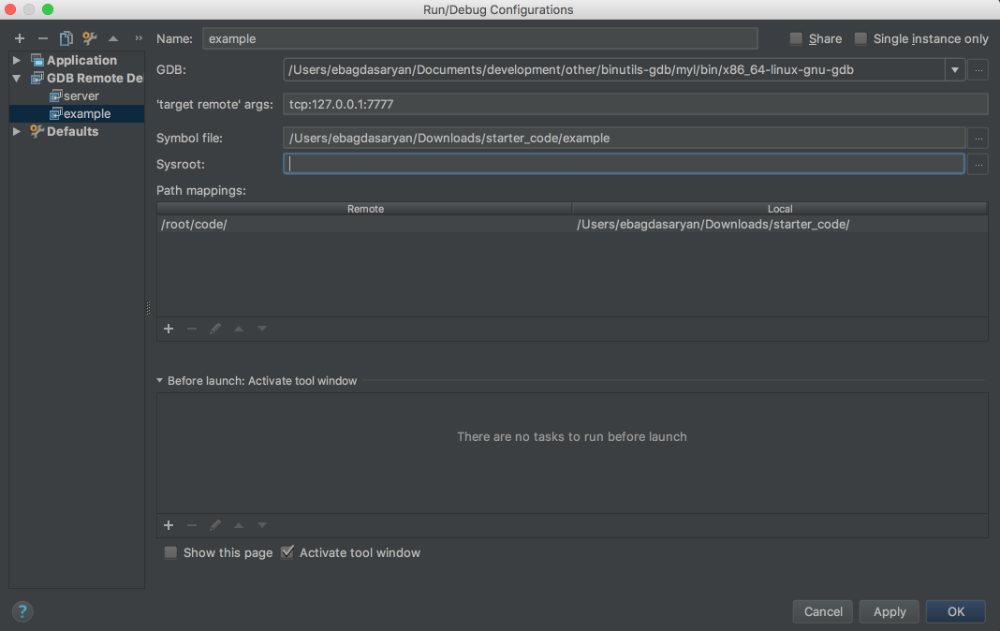 Run/Debug Configurations
Name: example Share Single instance only
Application
GDB Remote De
server
example
Defaults
GDB: /Users/ebagdasaryan/Documents/development/other/binutils-gdb/myl/bin/x86_64-linux-gnu-gdb
'target remote' args: tcp:127.0.0.1:7777
Symbol file: /Users/ebagdasaryan/Downloads/starter_code/example
Sysroot:
Path mappings:
Remote Local
/root/code/ /Users/ebagdasaryan/Downloads/starter_code/
Before launch: Activate tool window
There are no tasks to run before launch
Show this page Activate tool window
? Cancel Apply OK